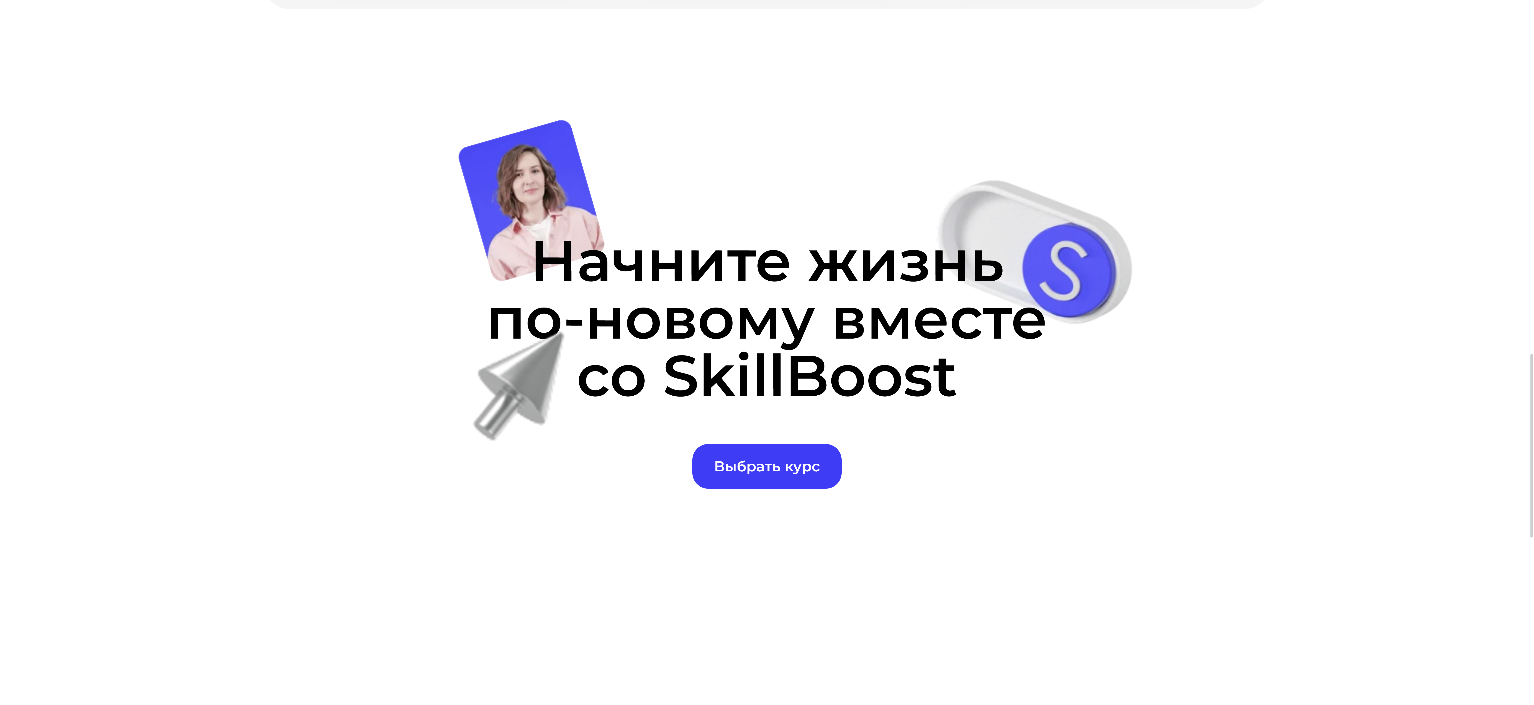 Начните жизнь
по-новому вместе
со SkillBoost
S
Выбрать курс